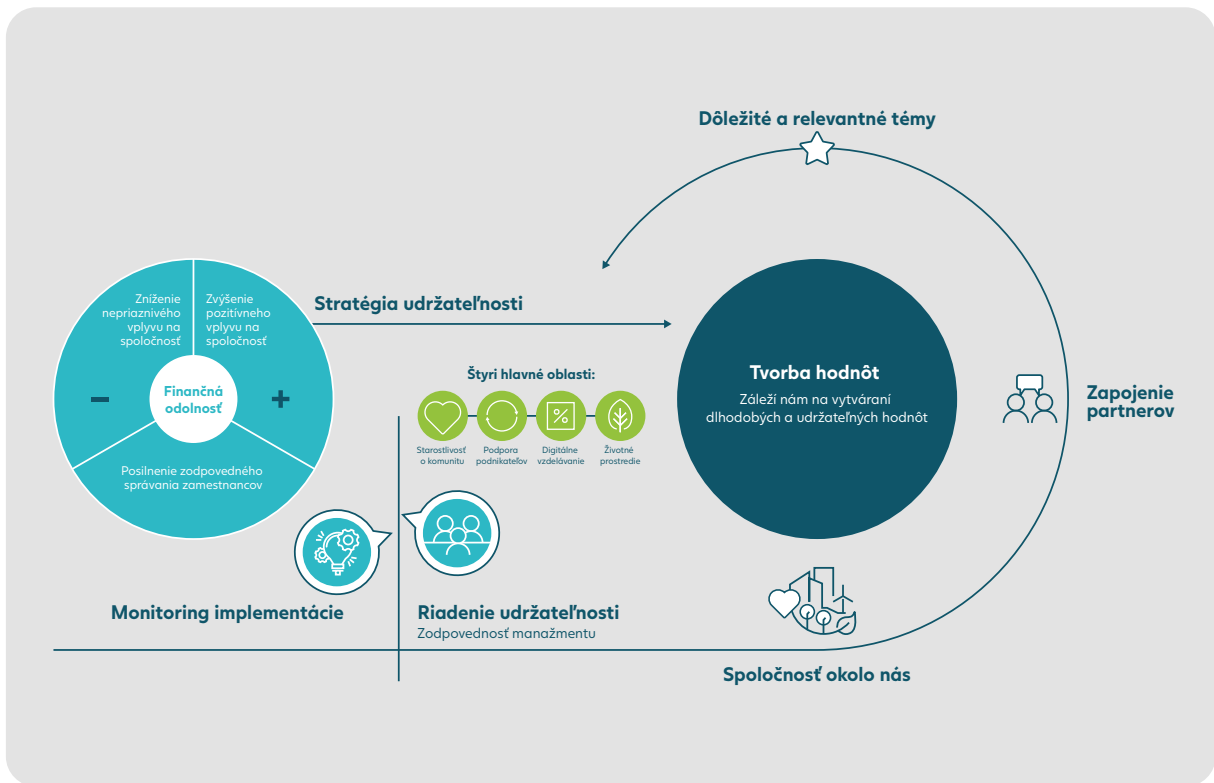 Dôležité a relevantné témy
Zníženie
nepriaznivého
vplyvu na
spoločnosť
Zvýšenie
pozitívneho
vplyvu na
spoločnosť
Finančná
odolnosť
Posilnenie zodpovedného
správania zamestnancov
Stratégia udržateľnosti
Štyri hlavné oblasti:
Starostlivosť
o komunitu
Podpora
podnikateľov
Digitálne
vzdelávanie
Životné
prostredie
Tvorba hodnôt
Záleží nám na vytváraní
dlhodobých a udržateľných hodnôt
Zapojenie
partnerov
Monitoring implementácie
Riadenie udržateľnosti
Zodpovednosť manažmentu
Spoločnosť okolo nás